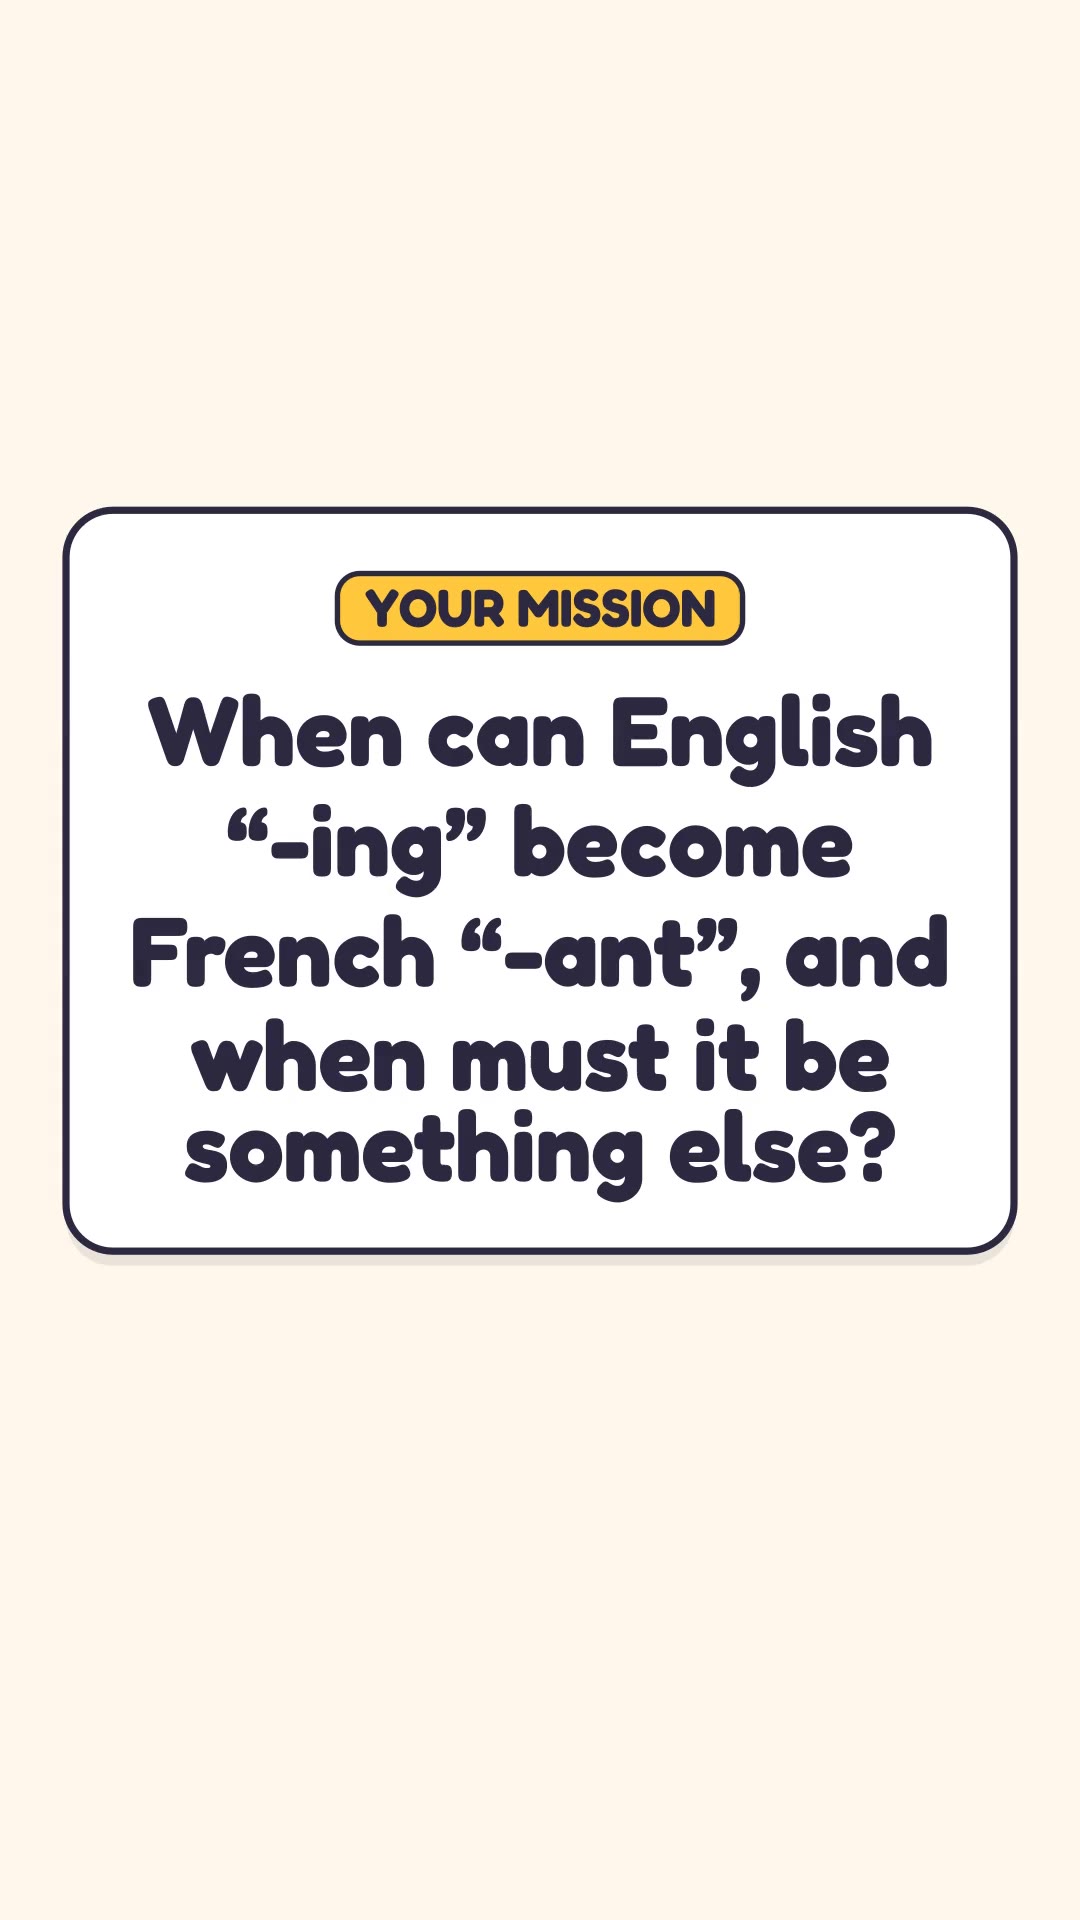 YOUR MISSION
When can English
“-ing” become
French “-ant”, and
when must it be
something else?